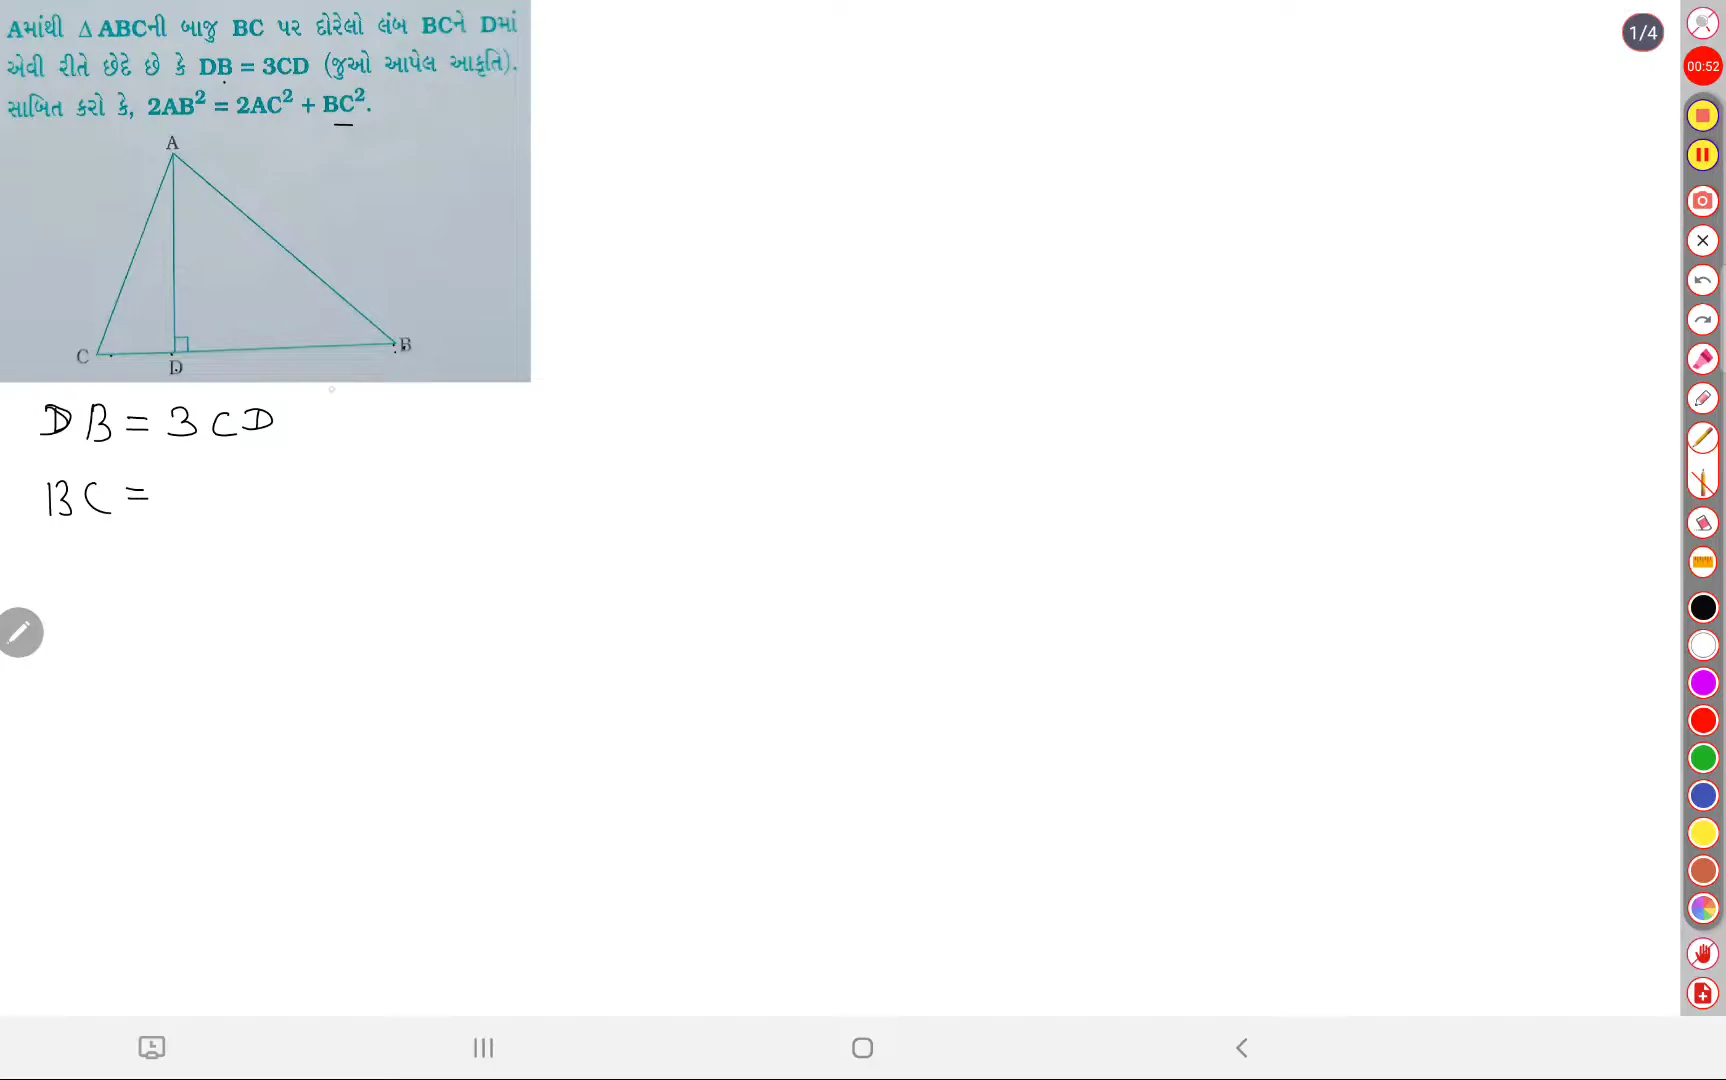 Aમાંથી Δ ABCની બાજુ BC પર દોરેલો લંબ BCને Dમાં
એવી રીતે છેદે છે કે DB = 3CD (જુઓ આપેલ આકૃતિ).
સાબિત કરો કે, 2AB² = 2AC² + BC².
A
C
D
B
DB = 3CD
BC =
1/4
00:52